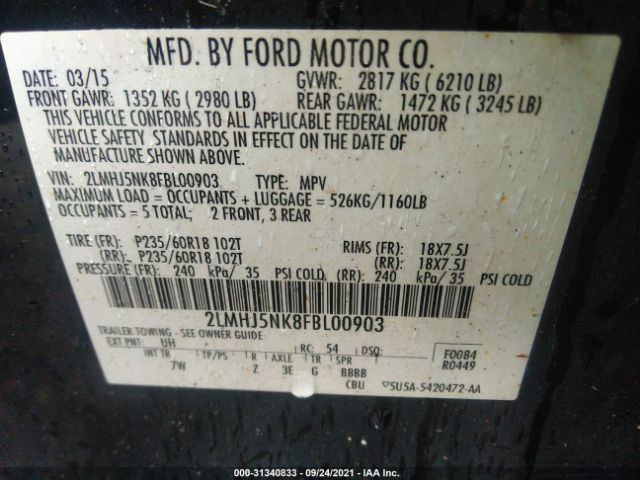 MFD. BY FORD MOTOR CO.
DATE: 03/15 GVWR: 2817 KG ( 6210 LB)
FRONT GAWR: 1352 KG ( 2980 LB) REAR GAWR: 1472 KG ( 3245 LB)
THIS VEHICLE CONFORMS TO ALL APPLICABLE FEDERAL MOTOR
VEHICLE SAFETY STANDARDS IN EFFECT ON THE DATE OF
MANUFACTURE SHOWN ABOVE.
VIN: 2LMHJ5NK8FBL00903 TYPE: MPV
MAXIMUM LOAD = OCCUPANTS + LUGGAGE = 526KG/1160LB
OCCUPANTS = 5 TOTAL; 2 FRONT, 3 REAR
TIRE (FR): P235/60R18 102T RIMS (FR): 18X7.5J
(RR): P235/60R18 102T (RR): 18X7.5J
PRESSURE (FR): 240 kPa/ 35 PSI COLD (RR): 240 kPa/ 35 PSI COLD
2LMHJ5NK8FBL00903
TRAILER TOWING - SEE OWNER GUIDE
EXT PNT: UH RC: 54 DSO: F0084
INT TR TP/PS R AXLE TR SPR R0449
7W Z 3E G BBBB
CBU 5U5A-5420472-AA
000-31340833 - 09/24/2021 - IAA Inc.